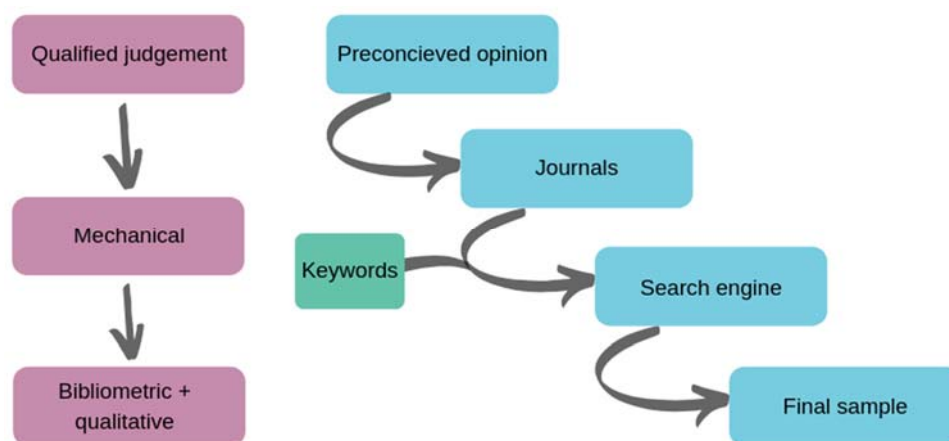 Qualified judgement
Preconcieved opinion
Journals
Mechanical
Keywords
Search engine
Bibliometric +
qualitative
Final sample